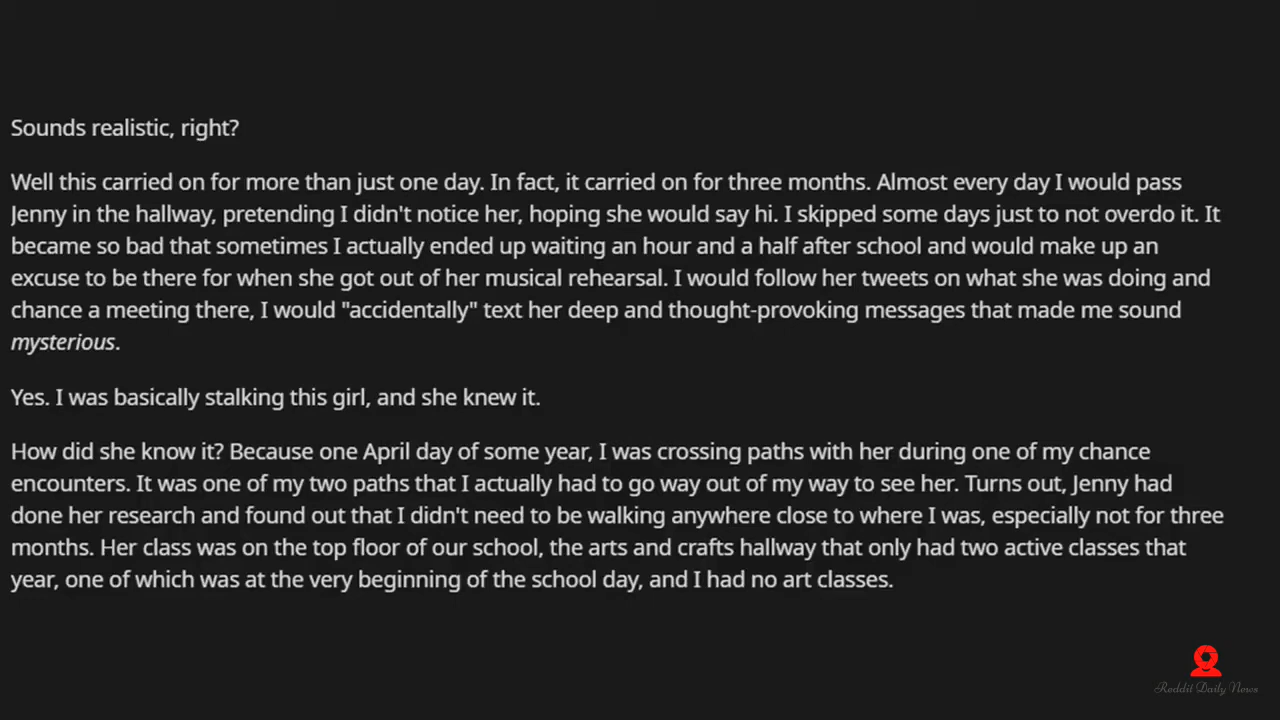 Sounds realistic, right?
Well this carried on for more than just one day. In fact, it carried on for three months. Almost every day I would pass
Jenny in the hallway, pretending I didn't notice her, hoping she would say hi. I skipped some days just to not overdo it. It
became so bad that sometimes I actually ended up waiting an hour and a half after school and would make up an
excuse to be there for when she got out of her musical rehearsal. I would follow her tweets on what she was doing and
chance a meeting there, I would "accidentally" text her deep and thought-provoking messages that made me sound
mysterious.
Yes. I was basically stalking this girl, and she knew it.
How did she know it? Because one April day of some year, I was crossing paths with her during one of my chance
encounters. It was one of my two paths that I actually had to go way out of my way to see her. Turns out, Jenny had
done her research and found out that I didn't need to be walking anywhere close to where I was, especially not for three
months. Her class was on the top floor of our school, the arts and crafts hallway that only had two active classes that
year, one of which was at the very beginning of the school day, and I had no art classes.
Reddit Daily News